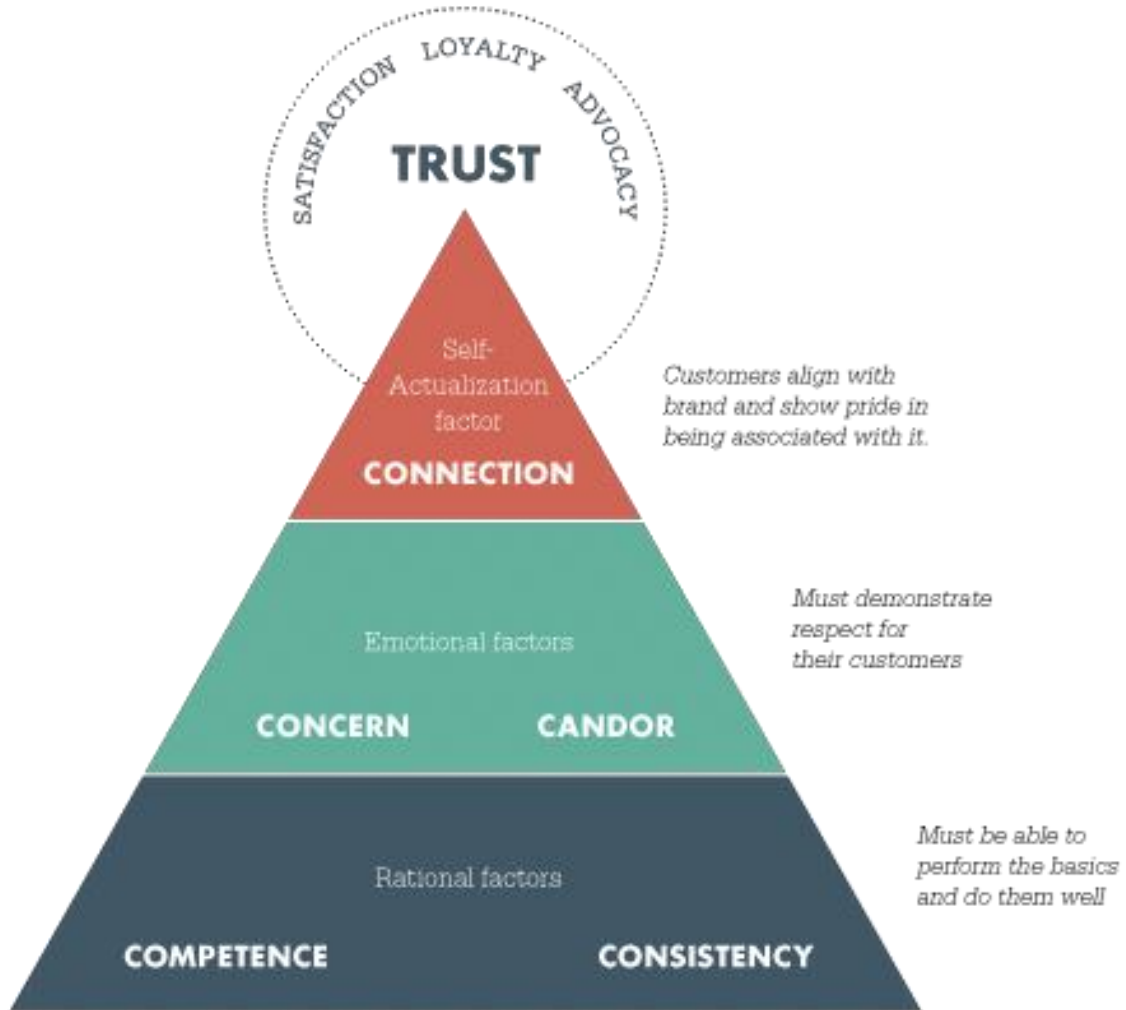 SATISFACTION LOYALTY ADVOCACY
TRUST
Self-
Actualization
factor
CONNECTION
Customers align with
brand and show pride in
being associated with it.
Emotional factors
CONCERN CANDOR
Must demonstrate
respect for
their customers
Rational factors
COMPETENCE CONSISTENCY
Must be able to
perform the basics
and do them well